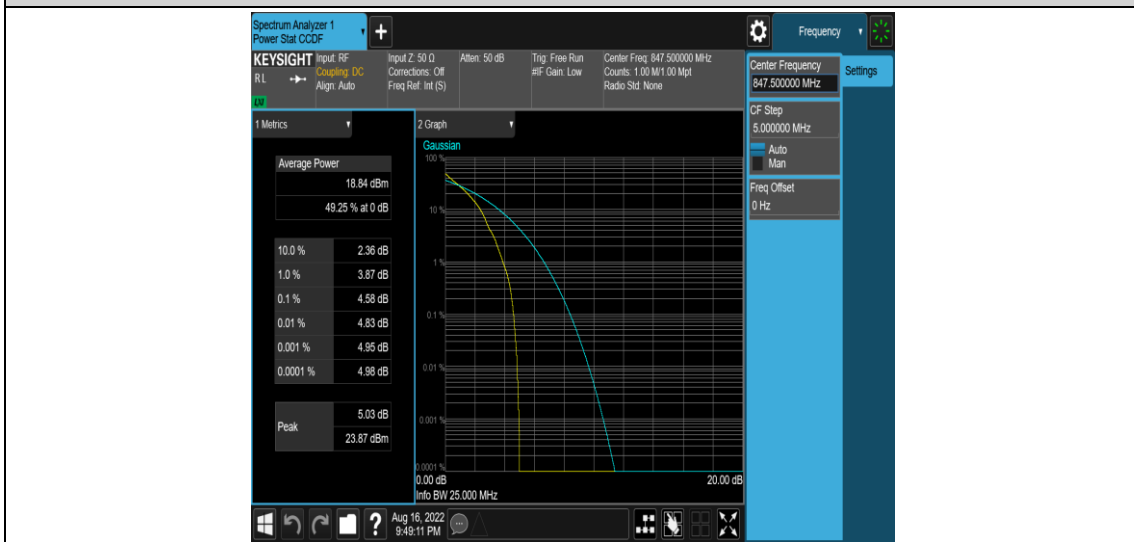 Spectrum Analyzer 1
Power Stat CCDF
+
Frequency
KEYSIGHT
RL
LXI
Input: RF
Coupling: DC
Align: Auto
Input Z: 50 Ω
Corrections: Off
Freq Ref: Int (S)
Atten: 50 dB
Trig: Free Run
#IF Gain: Low
Center Freq: 847.500000 MHz
Counts: 1.00 M/1.00 Mpt
Radio Std: None
Center Frequency
847.500000 MHz
Settings
CF Step
5.000000 MHz
Auto
Man
Freq Offset
0 Hz
1 Metrics
Average Power
18.84 dBm
49.25 % at 0 dB
10.0 % 2.36 dB
1.0 % 3.87 dB
0.1 % 4.58 dB
0.01 % 4.83 dB
0.001 % 4.95 dB
0.0001 % 4.98 dB
Peak
5.03 dB
23.87 dBm
2 Graph
Gaussian
100 %
10 %
1 %
0.1 %
0.01 %
0.001 %
0.0001 %
0.00 dB 20.00 dB
Info BW 25.000 MHz
?
Aug 16, 2022
9:49:11 PM